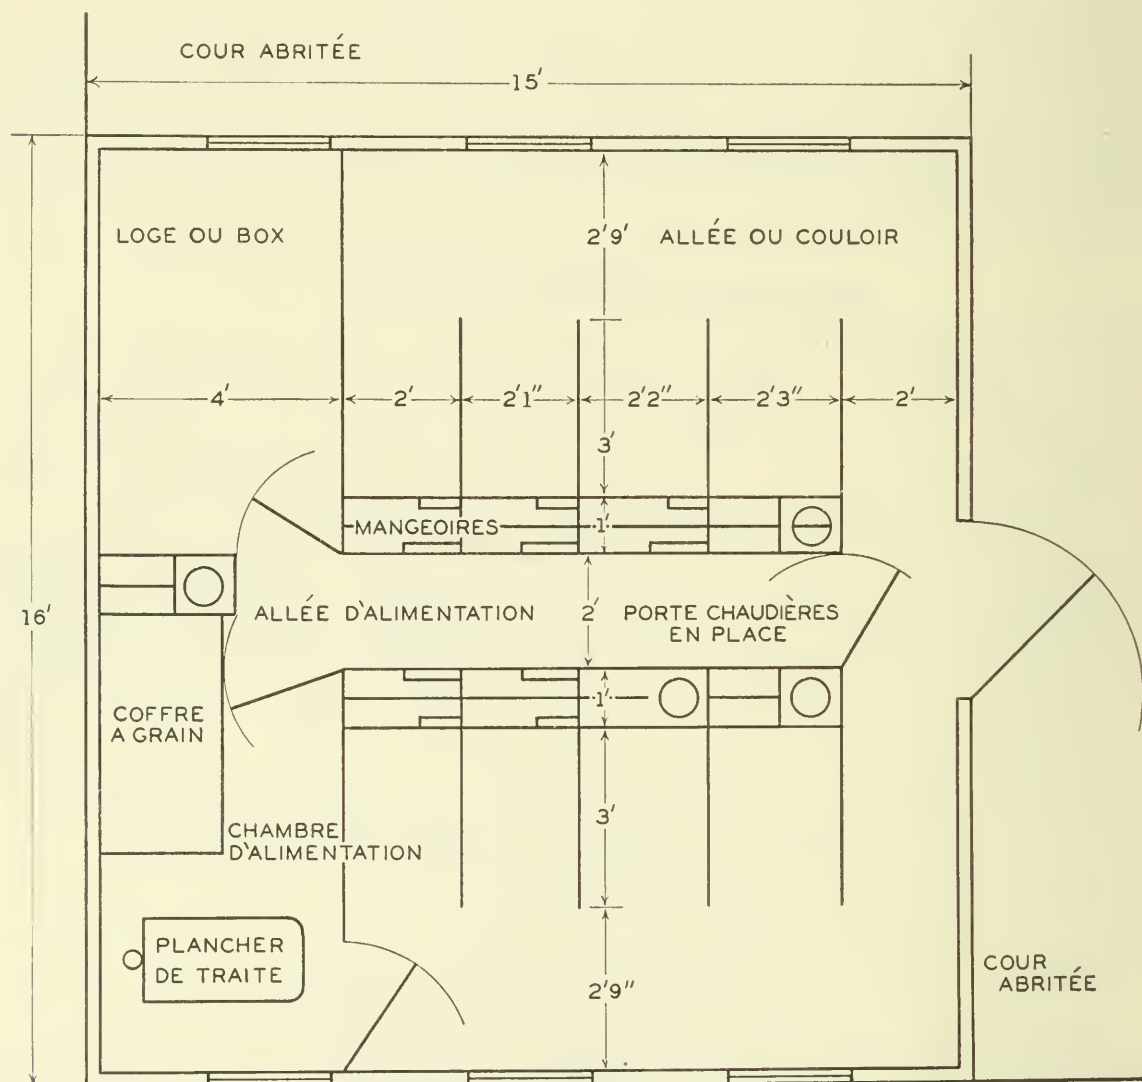 COUR ABRITÉE
15'
LOGE OU BOX
2'9'
ALLÉE OU COULOIR
4'
2'
2'1"
2'2"
2'3"
2'
3'
MANGEOIRES
1'
16'
ALLÉE D'ALIMENTATION
2'
PORTE CHAUDIÈRES
EN PLACE
1'
COFFRE
A GRAIN
3'
CHAMBRE
D'ALIMENTATION
PLANCHER
DE TRAITE
2'9"
COUR
ABRITÉE